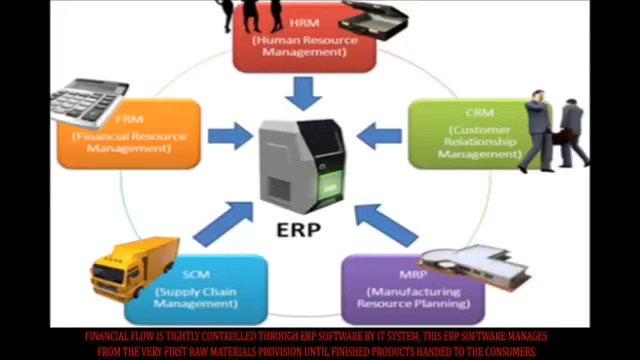 HRM
(Human Resource
Management)
FRM
(Financial Resource
Management)
CRM
(Customer
Relationship
Management)
ERP
SCM
(Supply Chain
Management)
MRP
(Manufacturing
Resource Planning)
FINANCIAL FLOW IS TIGHTLY CONTROLLED THROUGH ERP SOFTWARE BY IT SYSTEM, THIS ERP SOFTWARE MANAGES
FROM THE VERY FIRST RAW MATERIALS PROVISION UNTIL FINISHED PRODUCTS HANDED TO THE CONSUMERS.